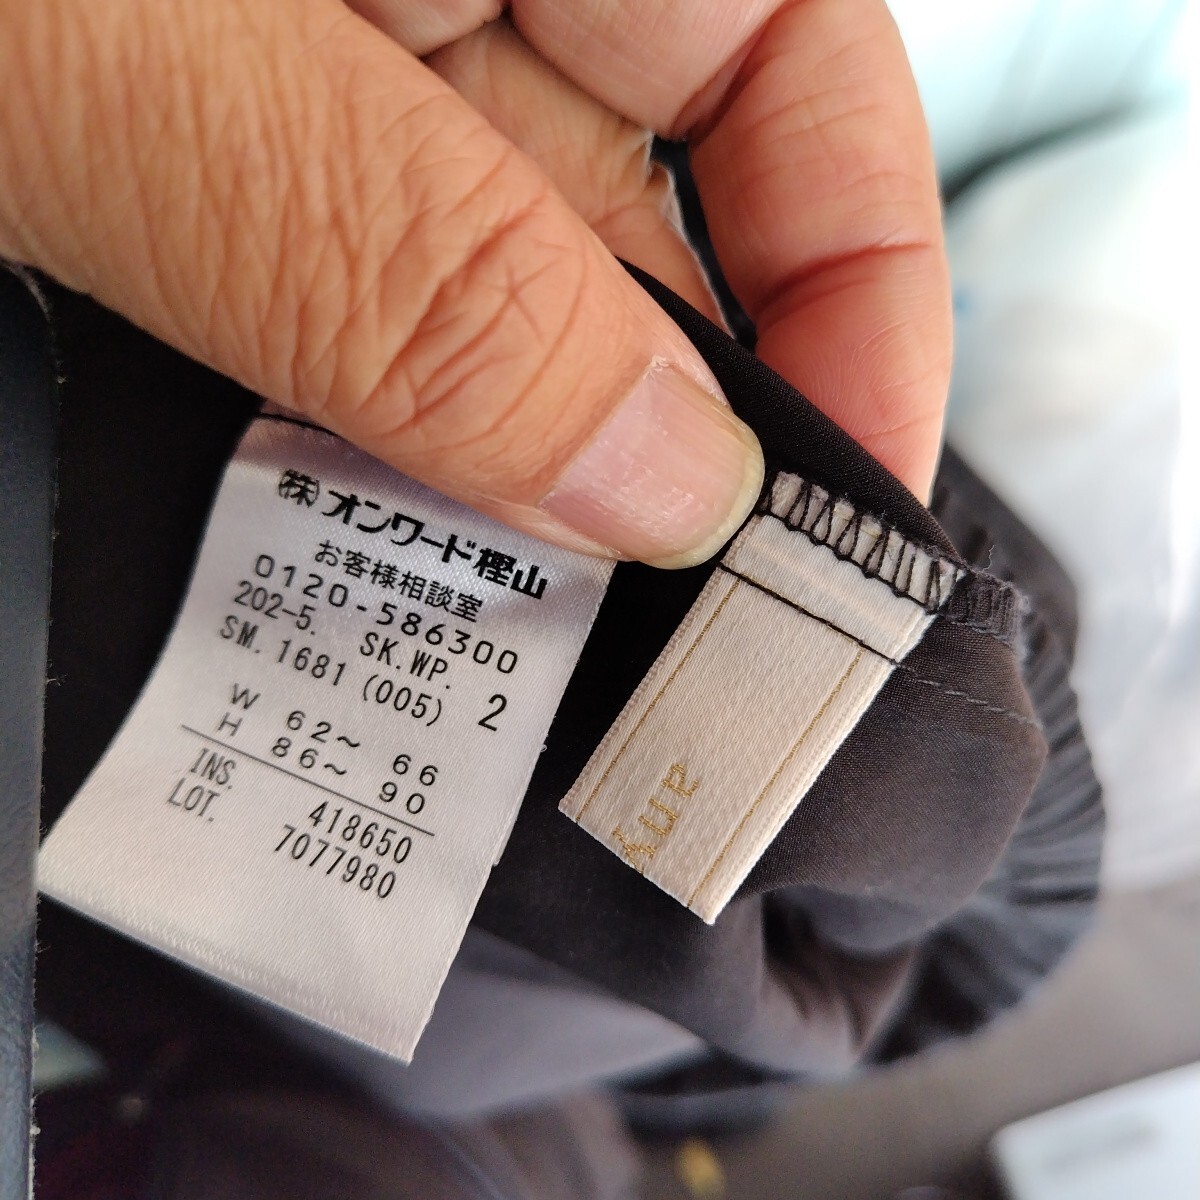 ㈱オンワード樫山
お客様相談室
0120-586300
202-5. SK.WP.
SM.1681 (005) 2
W 62~ 66
H 86~ 90
INS. 418650
LOT. 7077980